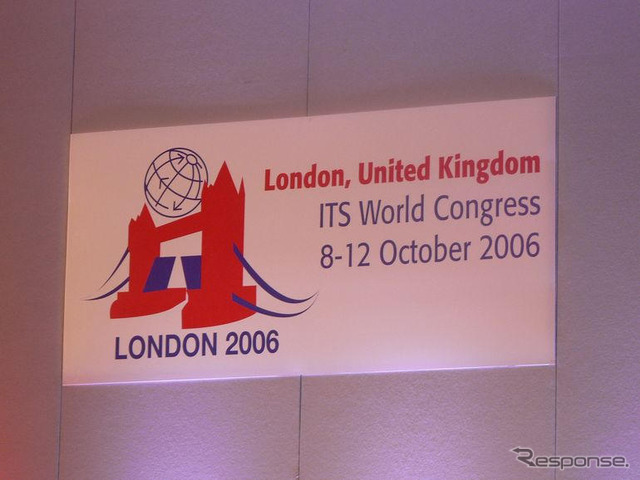 London, United Kingdom
ITS World Congress
8-12 October 2006
LONDON 2006
Response.